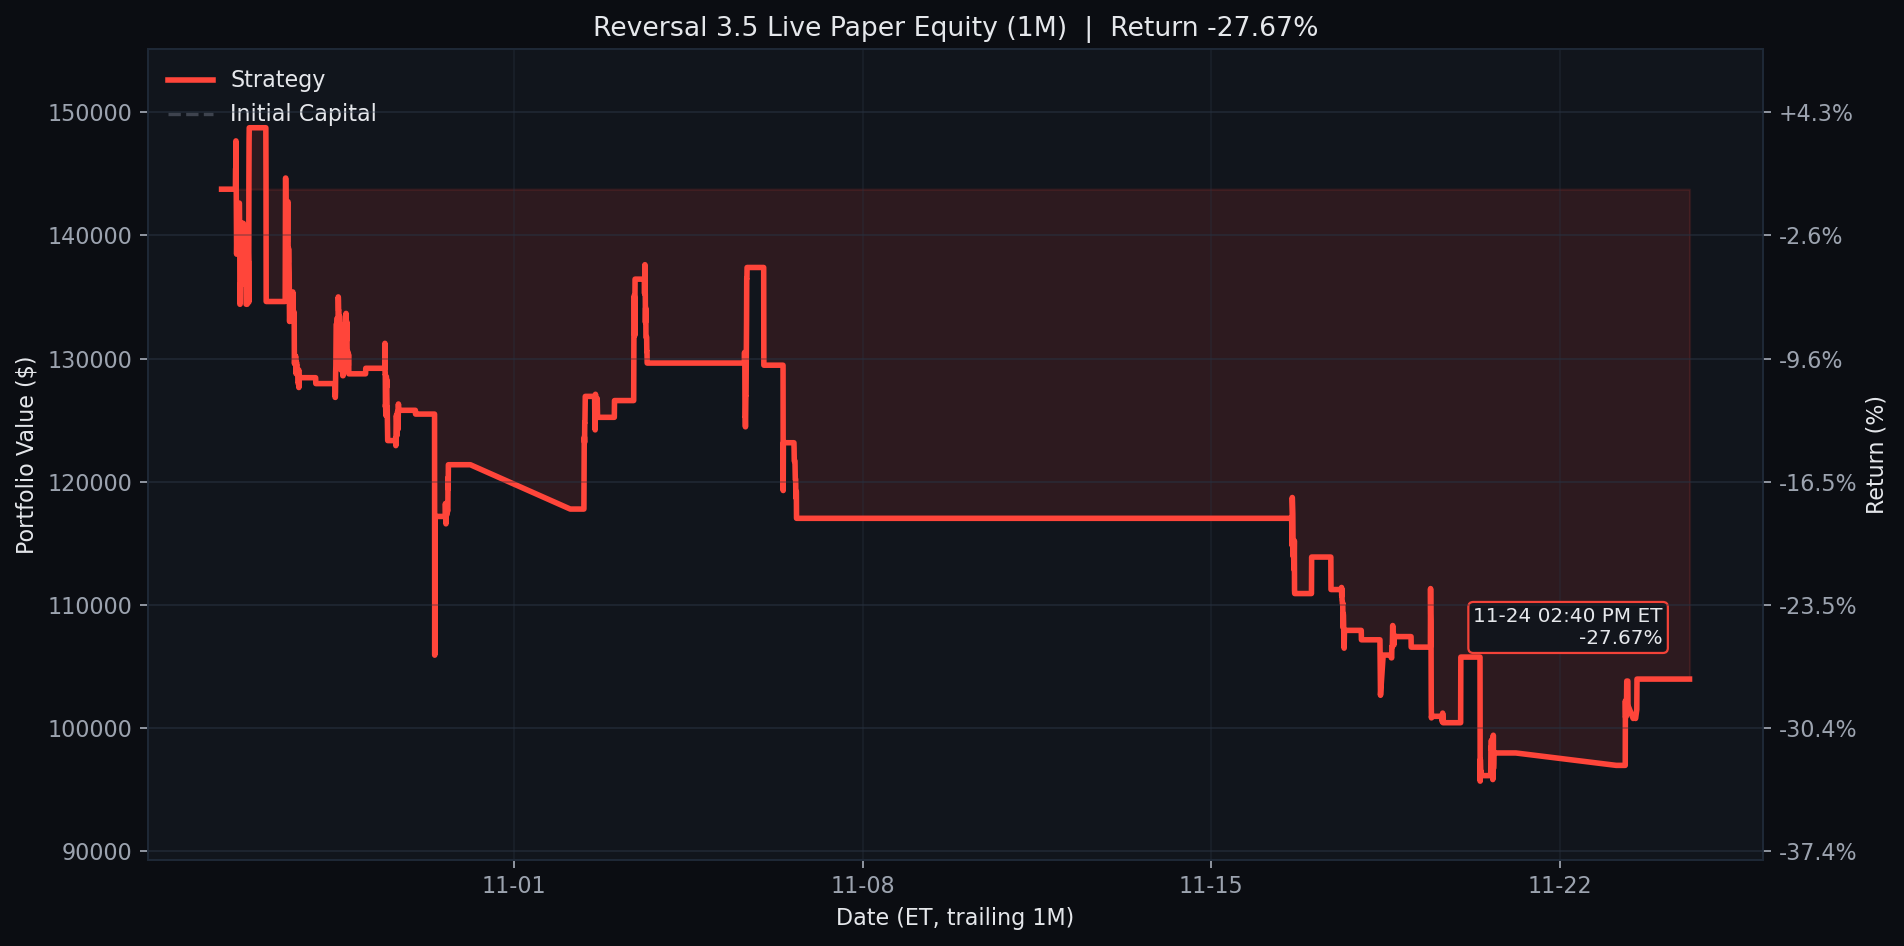 Reversal 3.5 Live Paper Equity (1M)  |  Return -27.67%
Strategy
Initial Capital
Portfolio Value ($)
150000
140000
130000
120000
110000
100000
90000
+4.3%
-2.6%
-9.6%
-16.5%
-23.5%
-30.4%
-37.4%
Return (%)
11-24 02:40 PM ET
-27.67%
11-01
11-08
11-15
11-22
Date (ET, trailing 1M)